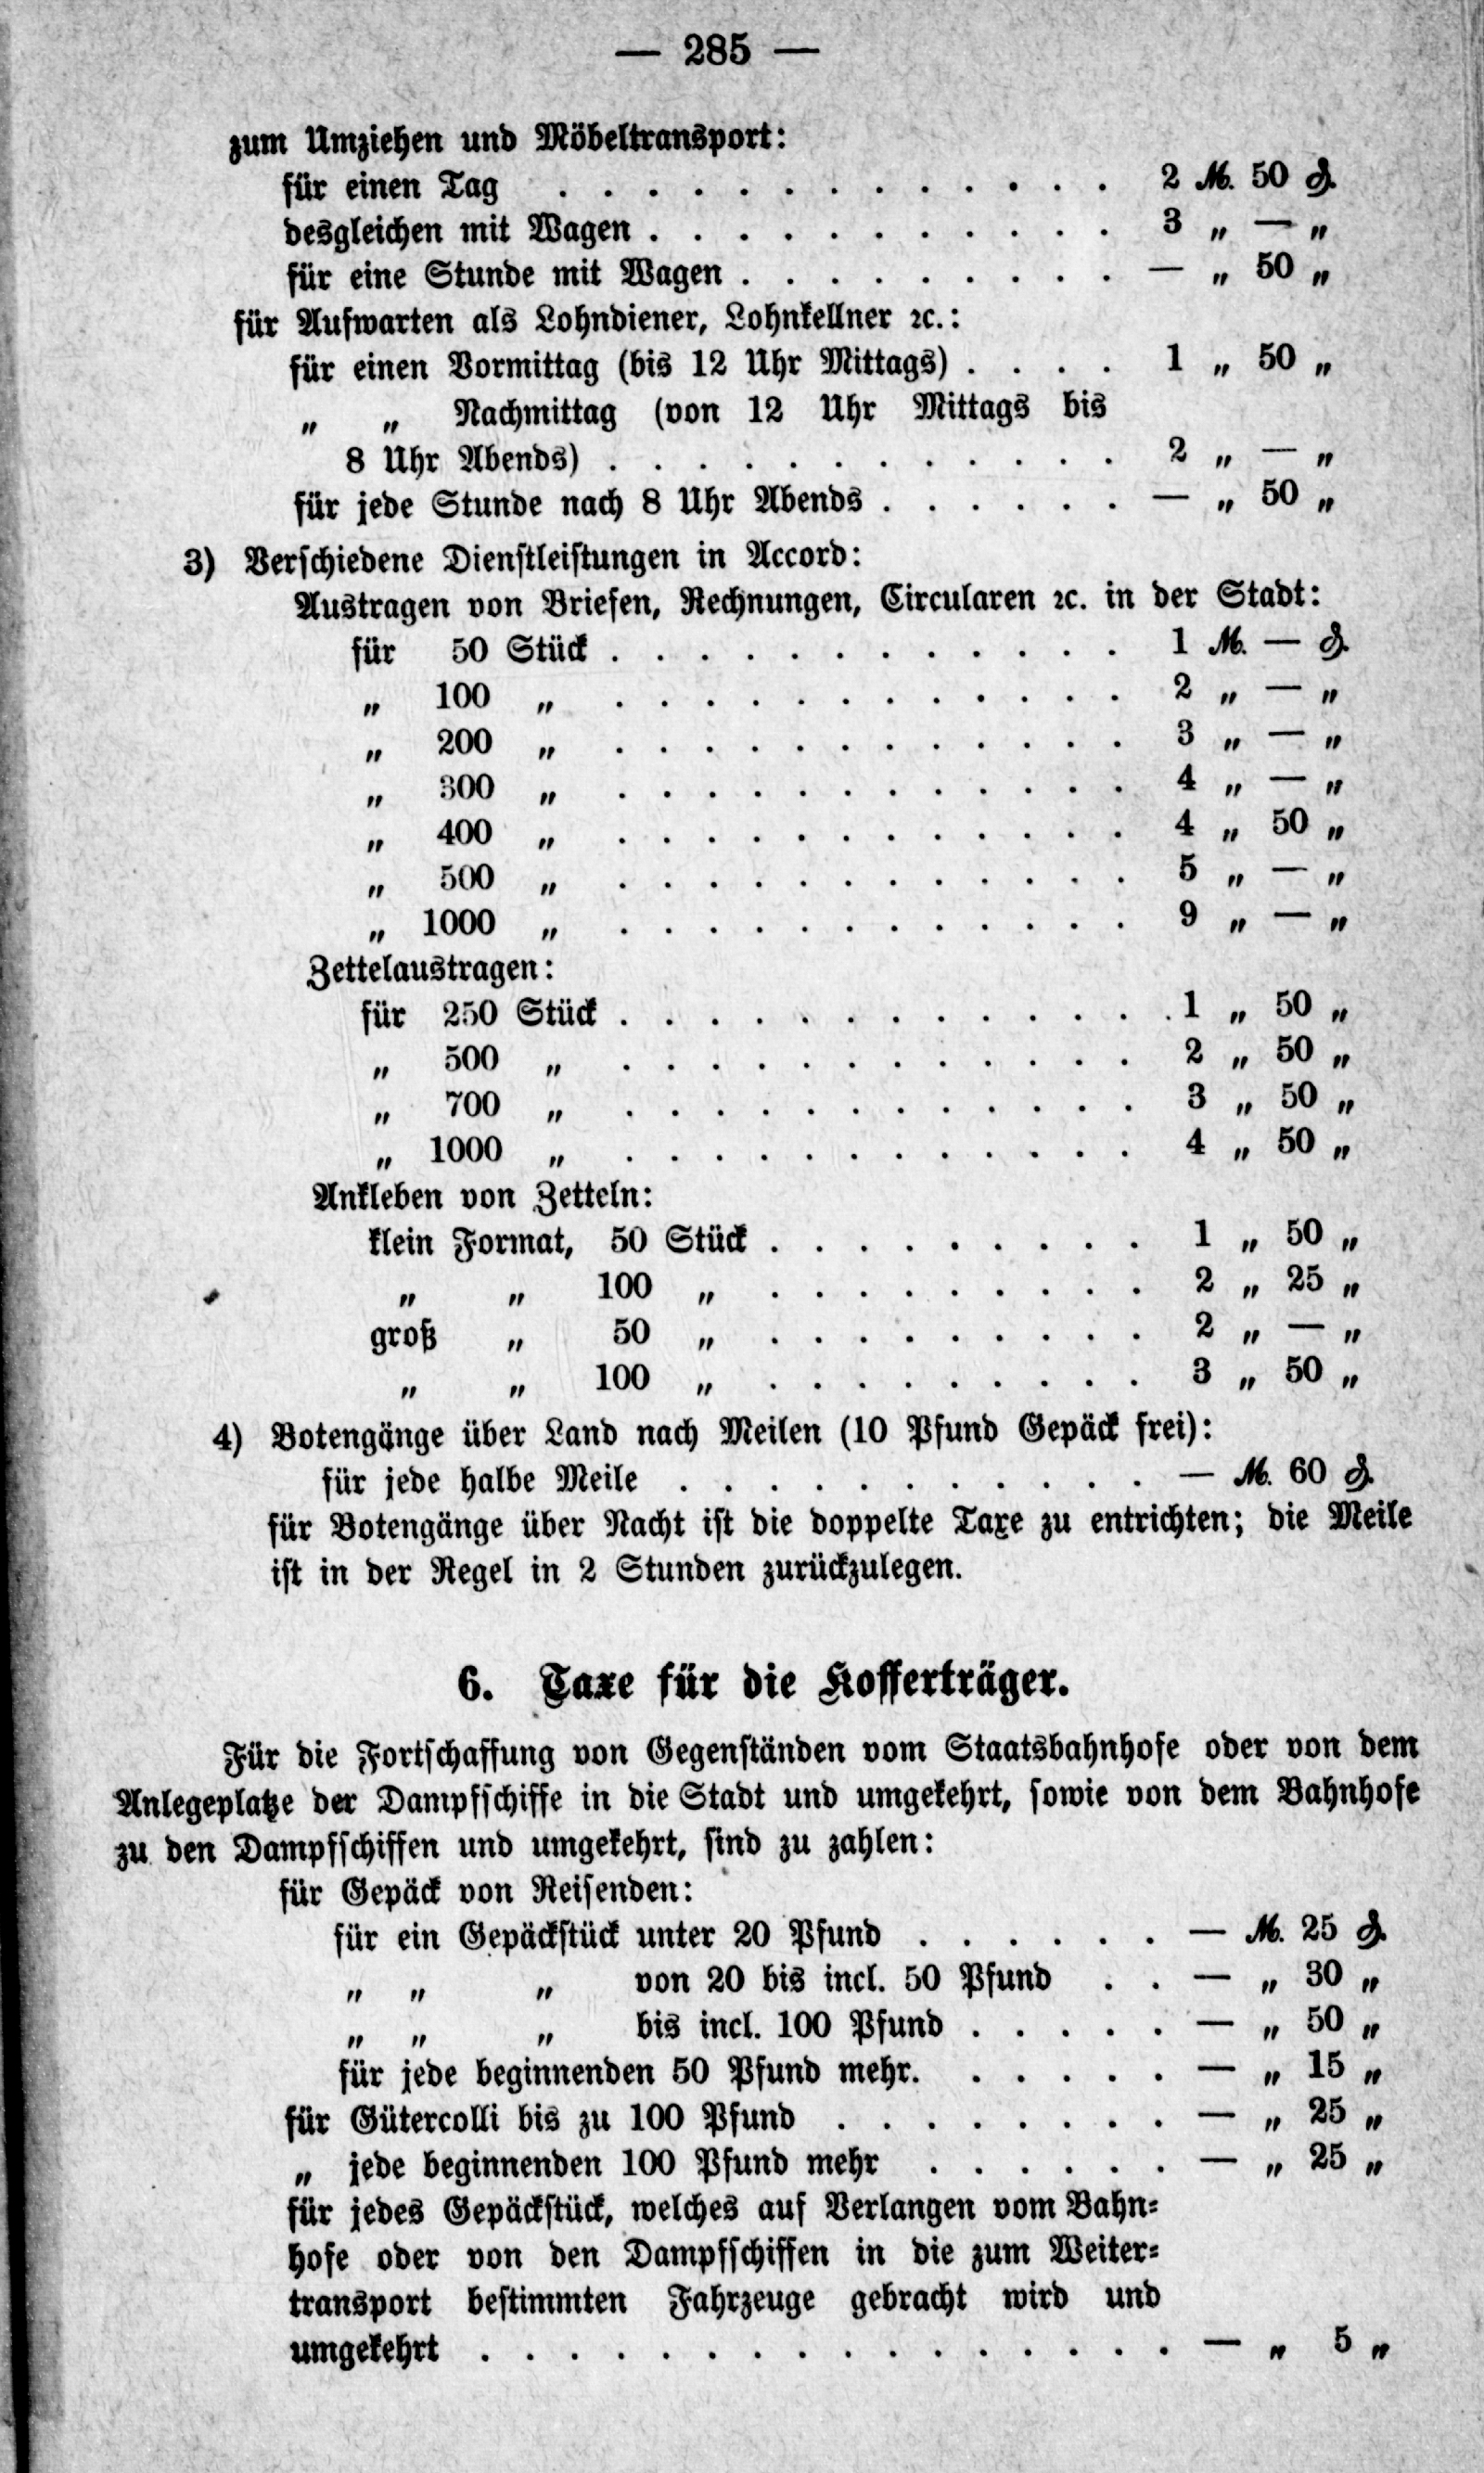 — 285 —
zum Umziehen und Möbeltransport:
für einen Tag . . . . . . . . . . . . . 2 M. 50 ₰.
desgleichen mit Wagen . . . . . . . . . . . 3 „ — „
für eine Stunde mit Wagen . . . . . . . . . — „ 50 „
für Aufwarten als Lohndiener, Lohnkellner ꝛc.:
für einen Vormittag (bis 12 Uhr Mittags) . . . . 1 „ 50 „
„ „ Nachmittag (von 12 Uhr Mittags bis
8 Uhr Abends) . . . . . . . . . . . . 2 „ — „
für jede Stunde nach 8 Uhr Abends . . . . . . — „ 50 „
3) Verschiedene Dienstleistungen in Accord:
Austragen von Briefen, Rechnungen, Circularen ꝛc. in der Stadt:
für 50 Stück . . . . . . . . . . . . 1 M. — ₰.
„ 100 „ . . . . . . . . . . . . 2 „ — „
„ 200 „ . . . . . . . . . . . . 3 „ — „
„ 300 „ . . . . . . . . . . . . 4 „ — „
„ 400 „ . . . . . . . . . . . . 4 „ 50 „
„ 500 „ . . . . . . . . . . . . 5 „ — „
„ 1000 „ . . . . . . . . . . . . 9 „ — „
Zettelaustragen:
für 250 Stück . . . . . . . . . . . . . 1 „ 50 „
„ 500 „ . . . . . . . . . . . . 2 „ 50 „
„ 700 „ . . . . . . . . . . . . 3 „ 50 „
„ 1000 „ . . . . . . . . . . . . 4 „ 50 „
Ankleben von Zetteln:
klein Format, 50 Stück . . . . . . . . . 1 „ 50 „
„ „ 100 „ . . . . . . . . . 2 „ 25 „
groß „ 50 „ . . . . . . . . . 2 „ — „
„ „ 100 „ . . . . . . . . . 3 „ 50 „
4) Botengänge über Land nach Meilen (10 Pfund Gepäck frei):
für jede halbe Meile . . . . . . . . . . . — M. 60 ₰.
für Botengänge über Nacht ist die doppelte Taxe zu entrichten; die Meile
ist in der Regel in 2 Stunden zurückzulegen.
6. Taxe für die Kofferträger.
Für die Fortschaffung von Gegenständen vom Staatsbahnhofe oder von dem
Anlegeplatze der Dampfschiffe in die Stadt und umgekehrt, sowie von dem Bahnhofe
zu den Dampfschiffen und umgekehrt, sind zu zahlen:
für Gepäck von Reisenden:
für ein Gepäckstück unter 20 Pfund . . . . . . — M. 25 ₰.
„ „ „ von 20 bis incl. 50 Pfund . . — „ 30 „
„ „ „ bis incl. 100 Pfund . . . . . — „ 50 „
für jede beginnenden 50 Pfund mehr. . . . . . — „ 15 „
für Gütercolli bis zu 100 Pfund . . . . . . . . — „ 25 „
„ jede beginnenden 100 Pfund mehr . . . . . . — „ 25 „
für jedes Gepäckstück, welches auf Verlangen vom Bahn-
hofe oder von den Dampfschiffen in die zum Weiter-
transport bestimmten Fahrzeuge gebracht wird und
umgekehrt . . . . . . . . . . . . . . . . — „ 5 „